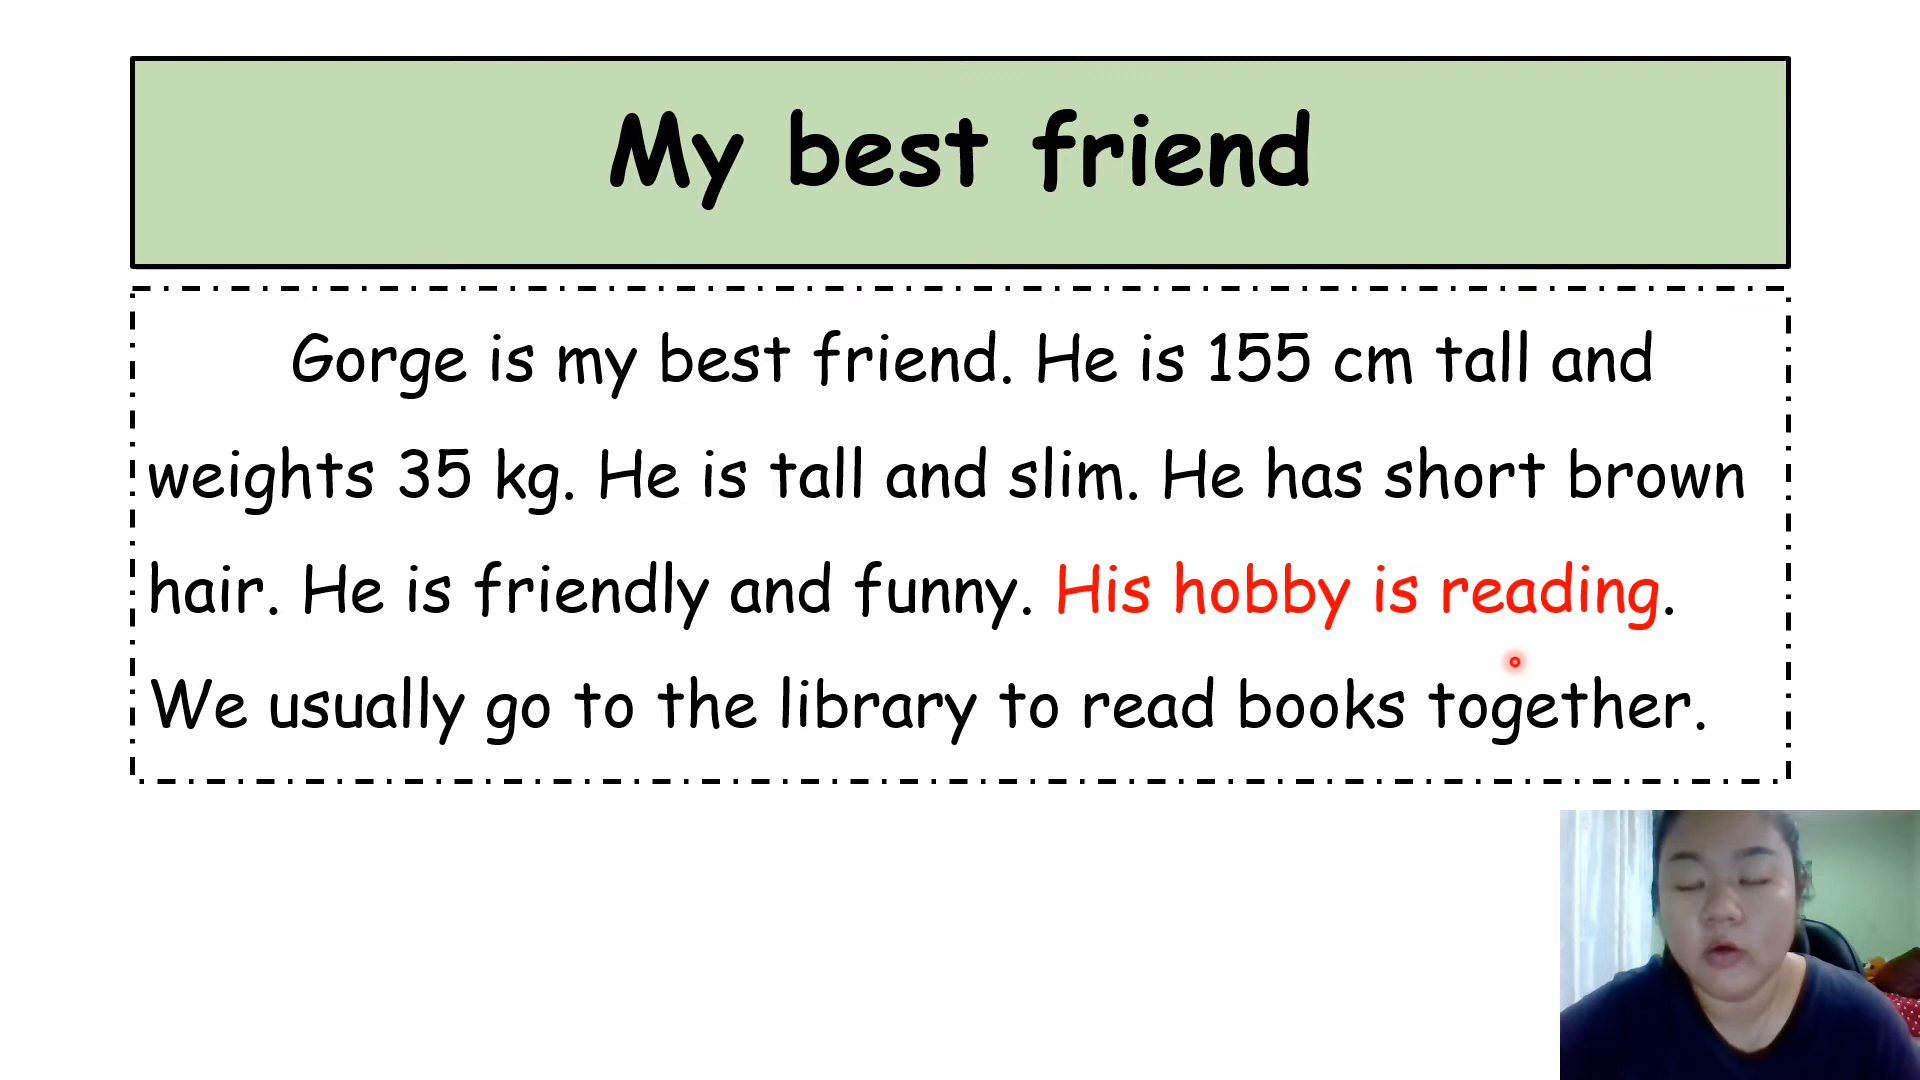 My best friend
Gorge is my best friend. He is 155 cm tall and
weights 35 kg. He is tall and slim. He has short brown
hair. He is friendly and funny. His hobby is reading.
We usually go to the library to read books together.